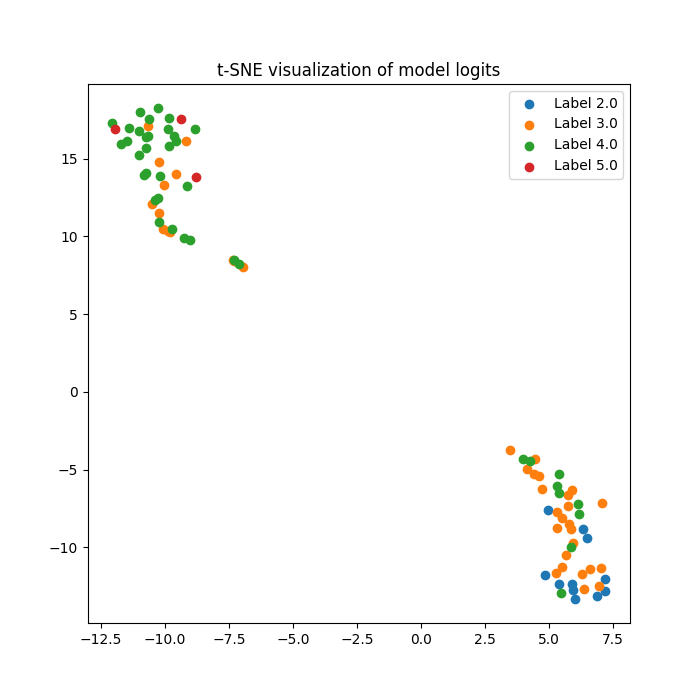 t-SNE visualization of model logits
Label 2.0
Label 3.0
Label 4.0
Label 5.0
15
10
5
0
−5
−10
−12.5 −10.0 −7.5 −5.0 −2.5 0.0 2.5 5.0 7.5